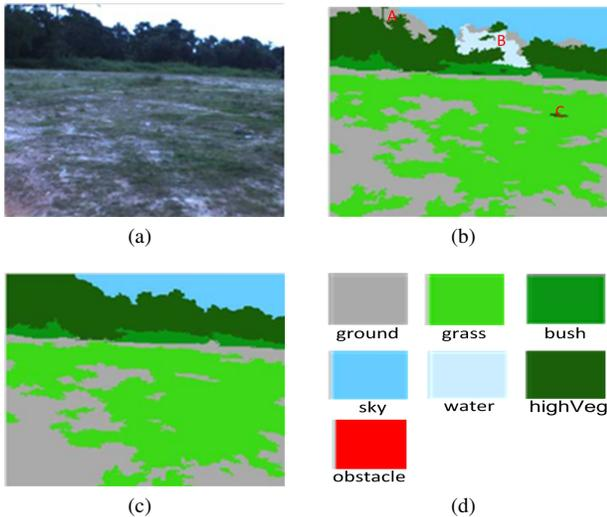 A
B
C
(a)
(b)
ground
grass
bush
sky
water
highVeg
obstacle
(c)
(d)